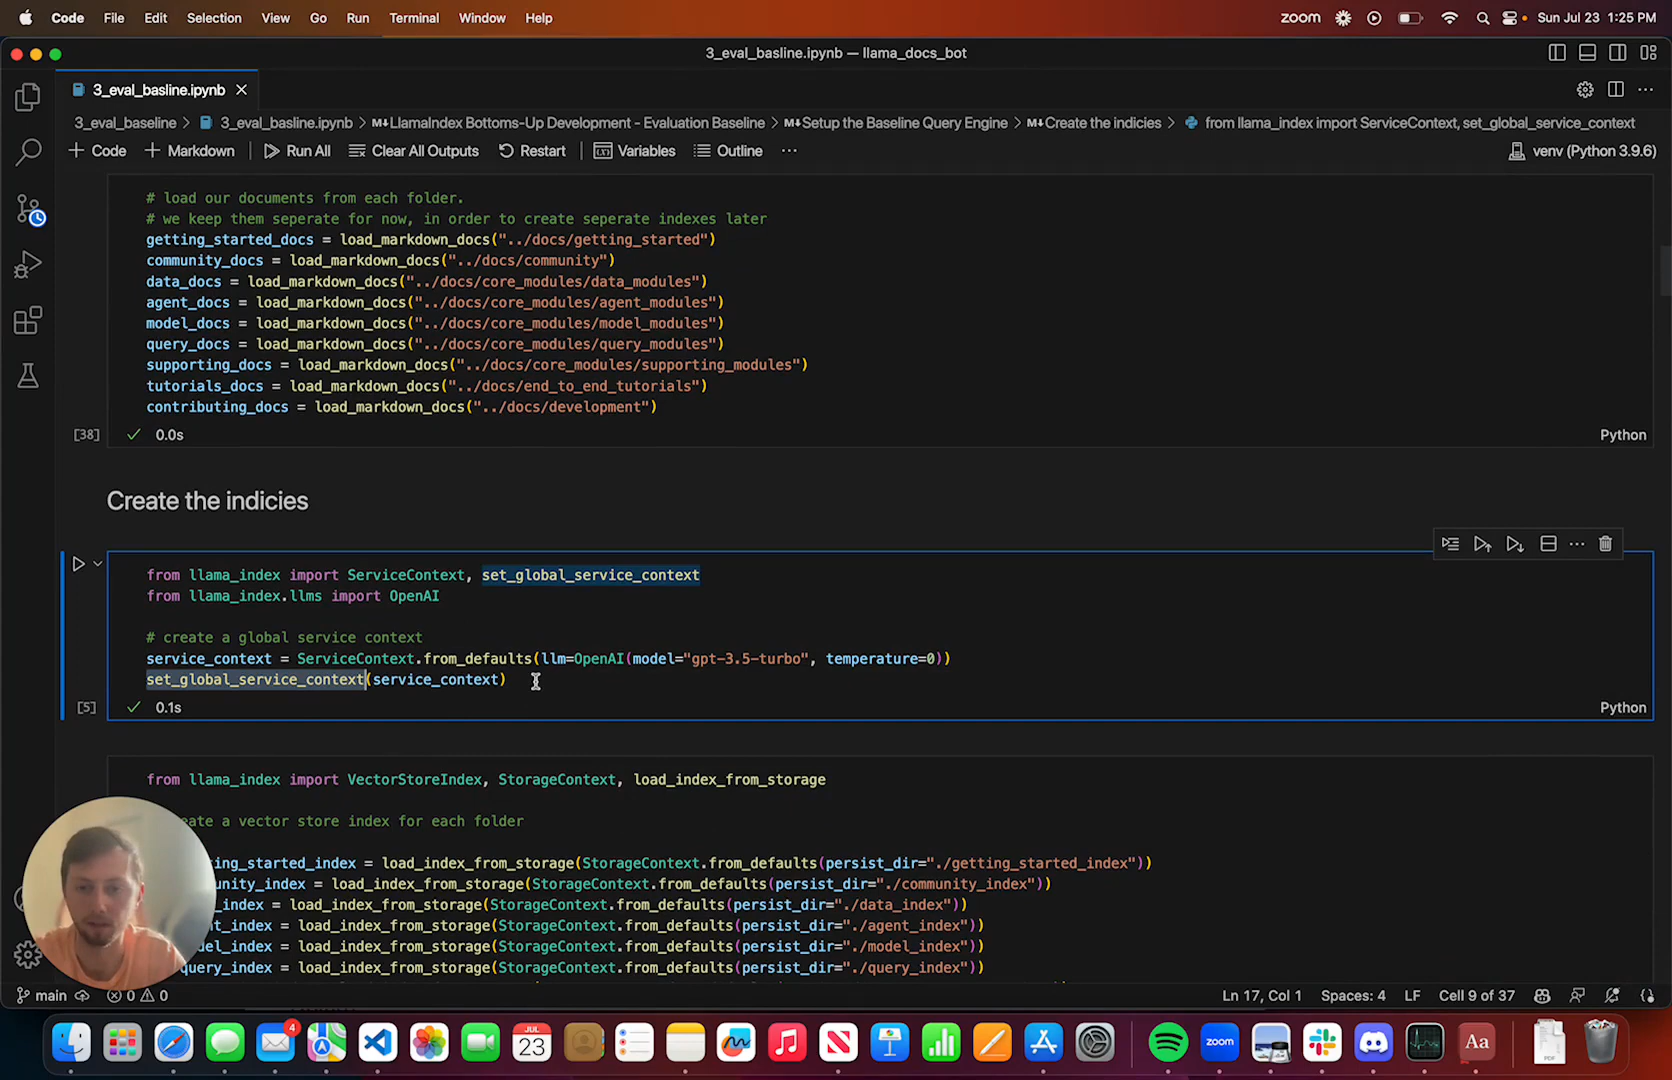 Code File Edit Selection View Go Run Terminal Window Help zoom Sun Jul 23 1:25 PM
3_eval_basline.ipynb — llama_docs_bot
3_eval_basline.ipynb
3_eval_baseline > 3_eval_basline.ipynb > LlamaIndex Bottoms-Up Development - Evaluation Baseline > Setup the Baseline Query Engine > Create the indicies > from llama_index import ServiceContext, set_global_service_context
+ Code + Markdown Run All Clear All Outputs Restart Variables Outline ··· venv (Python 3.9.6)
# load our documents from each folder.
# we keep them seperate for now, in order to create seperate indexes later
getting_started_docs = load_markdown_docs("../docs/getting_started")
community_docs = load_markdown_docs("../docs/community")
data_docs = load_markdown_docs("../docs/core_modules/data_modules")
agent_docs = load_markdown_docs("../docs/core_modules/agent_modules")
model_docs = load_markdown_docs("../docs/core_modules/model_modules")
query_docs = load_markdown_docs("../docs/core_modules/query_modules")
supporting_docs = load_markdown_docs("../docs/core_modules/supporting_modules")
tutorials_docs = load_markdown_docs("../docs/end_to_end_tutorials")
contributing_docs = load_markdown_docs("../docs/development")
[38] ✓ 0.0s Python
Create the indicies
from llama_index import ServiceContext, set_global_service_context
from llama_index.llms import OpenAI
# create a global service context
service_context = ServiceContext.from_defaults(llm=OpenAI(model="gpt-3.5-turbo", temperature=0))
set_global_service_context(service_context)
[5] ✓ 0.1s Python
from llama_index import VectorStoreIndex, StorageContext, load_index_from_storage
eate a vector store index for each folder
ing_started_index = load_index_from_storage(StorageContext.from_defaults(persist_dir="./getting_started_index"))
unity_index = load_index_from_storage(StorageContext.from_defaults(persist_dir="./community_index"))
_index = load_index_from_storage(StorageContext.from_defaults(persist_dir="./data_index"))
nt_index = load_index_from_storage(StorageContext.from_defaults(persist_dir="./agent_index"))
el_index = load_index_from_storage(StorageContext.from_defaults(persist_dir="./model_index"))
query_index = load_index_from_storage(StorageContext.from_defaults(persist_dir="./query_index"))
main 0 0 Ln 17, Col 1 Spaces: 4 LF Cell 9 of 37
4 JUL 23 zoom Aa PDF